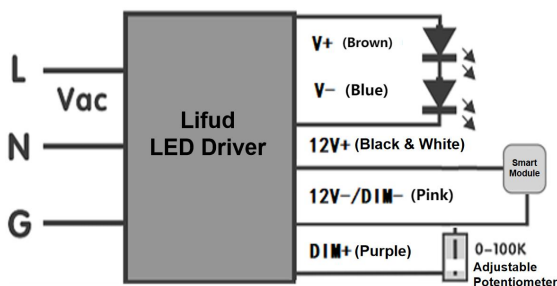 L
Vac
N
G
Lifud
LED Driver
V+ (Brown)
V- (Blue)
12V+ (Black & White)
12V-/DIM- (Pink)
DIM+ (Purple)
Smart
Module
0-100K
Adjustable
Potentiometer